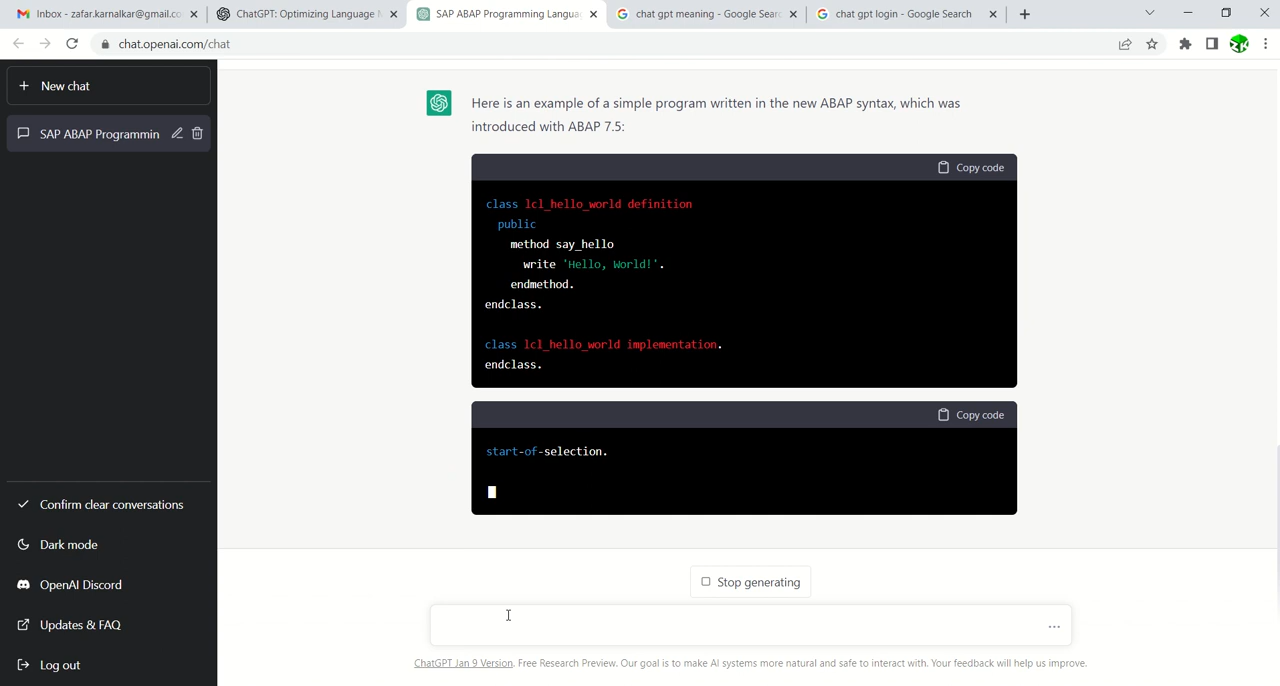 Inbox - zafar.karnalkar@gmail.co
ChatGPT: Optimizing Language M
SAP ABAP Programming Languag
chat gpt meaning - Google Searc
chat gpt login - Google Search
chat.openai.com/chat
New chat
SAP ABAP Programmin
Here is an example of a simple program written in the new ABAP syntax, which was
introduced with ABAP 7.5:
Copy code
class lcl_hello_world definition
public
method say_hello
write 'Hello, World!'.
endmethod.
endclass.
class lcl_hello_world implementation.
endclass.
Copy code
start-of-selection.
Confirm clear conversations
Dark mode
OpenAI Discord
Updates & FAQ
Log out
Stop generating
ChatGPT Jan 9 Version. Free Research Preview. Our goal is to make AI systems more natural and safe to interact with. Your feedback will help us improve.